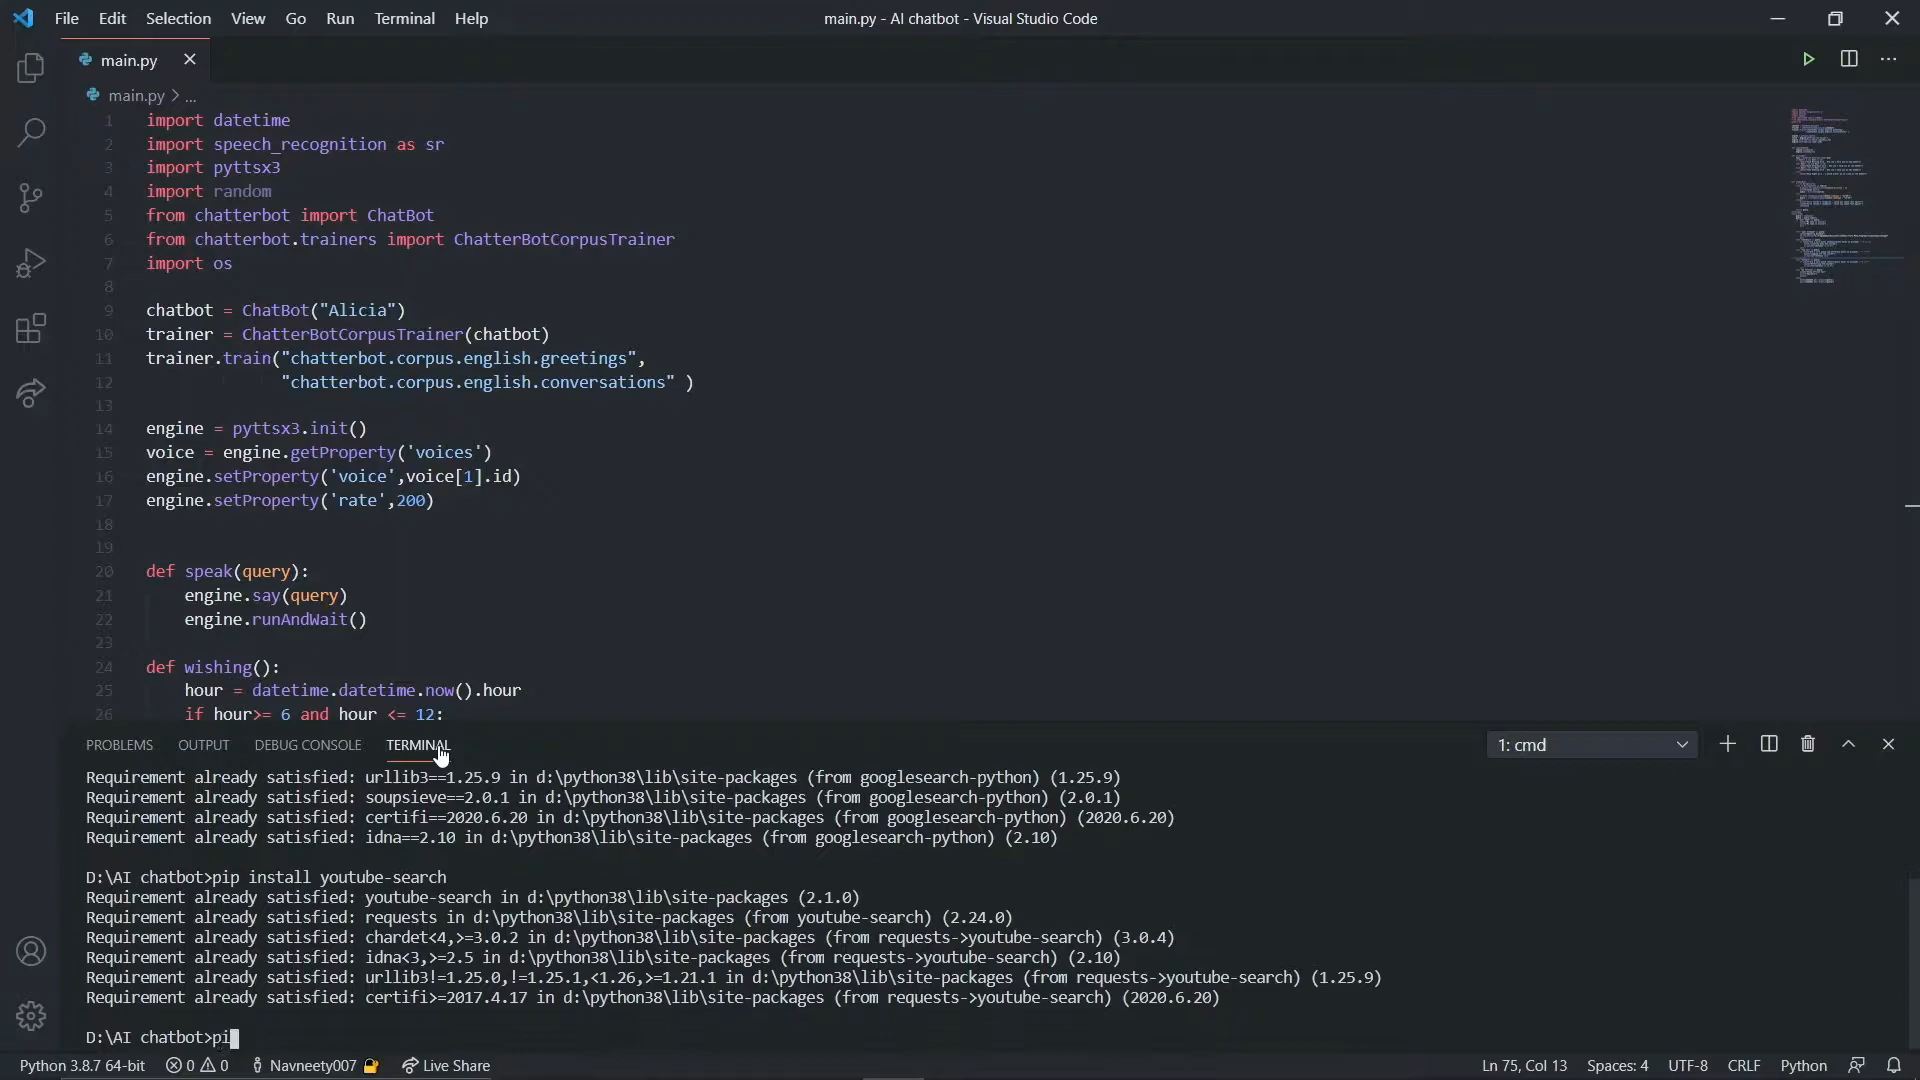 File Edit Selection View Go Run Terminal Help main.py - AI chatbot - Visual Studio Code
main.py
main.py > ...
1 import datetime
2 import speech_recognition as sr
3 import pyttsx3
4 import random
5 from chatterbot import ChatBot
6 from chatterbot.trainers import ChatterBotCorpusTrainer
7 import os
8
9 chatbot = ChatBot("Alicia")
10 trainer = ChatterBotCorpusTrainer(chatbot)
11 trainer.train("chatterbot.corpus.english.greetings",
12 "chatterbot.corpus.english.conversations" )
13
14 engine = pyttsx3.init()
15 voice = engine.getProperty('voices')
16 engine.setProperty('voice',voice[1].id)
17 engine.setProperty('rate',200)
18
19
20 def speak(query):
21 engine.say(query)
22 engine.runAndWait()
23
24 def wishing():
25 hour = datetime.datetime.now().hour
26 if hour>= 6 and hour <= 12:
PROBLEMS OUTPUT DEBUG CONSOLE TERMINAL 1: cmd
Requirement already satisfied: urllib3==1.25.9 in d:\python38\lib\site-packages (from googlesearch-python) (1.25.9)
Requirement already satisfied: soupsieve==2.0.1 in d:\python38\lib\site-packages (from googlesearch-python) (2.0.1)
Requirement already satisfied: certifi==2020.6.20 in d:\python38\lib\site-packages (from googlesearch-python) (2020.6.20)
Requirement already satisfied: idna==2.10 in d:\python38\lib\site-packages (from googlesearch-python) (2.10)
D:\AI chatbot>pip install youtube-search
Requirement already satisfied: youtube-search in d:\python38\lib\site-packages (2.1.0)
Requirement already satisfied: requests in d:\python38\lib\site-packages (from youtube-search) (2.24.0)
Requirement already satisfied: chardet<4,>=3.0.2 in d:\python38\lib\site-packages (from requests->youtube-search) (3.0.4)
Requirement already satisfied: idna<3,>=2.5 in d:\python38\lib\site-packages (from requests->youtube-search) (2.10)
Requirement already satisfied: urllib3!=1.25.0,!=1.25.1,<1.26,>=1.21.1 in d:\python38\lib\site-packages (from requests->youtube-search) (1.25.9)
Requirement already satisfied: certifi>=2017.4.17 in d:\python38\lib\site-packages (from requests->youtube-search) (2020.6.20)
D:\AI chatbot>pi
Python 3.8.7 64-bit 0 0 Navneety007 Live Share Ln 75, Col 13 Spaces: 4 UTF-8 CRLF Python